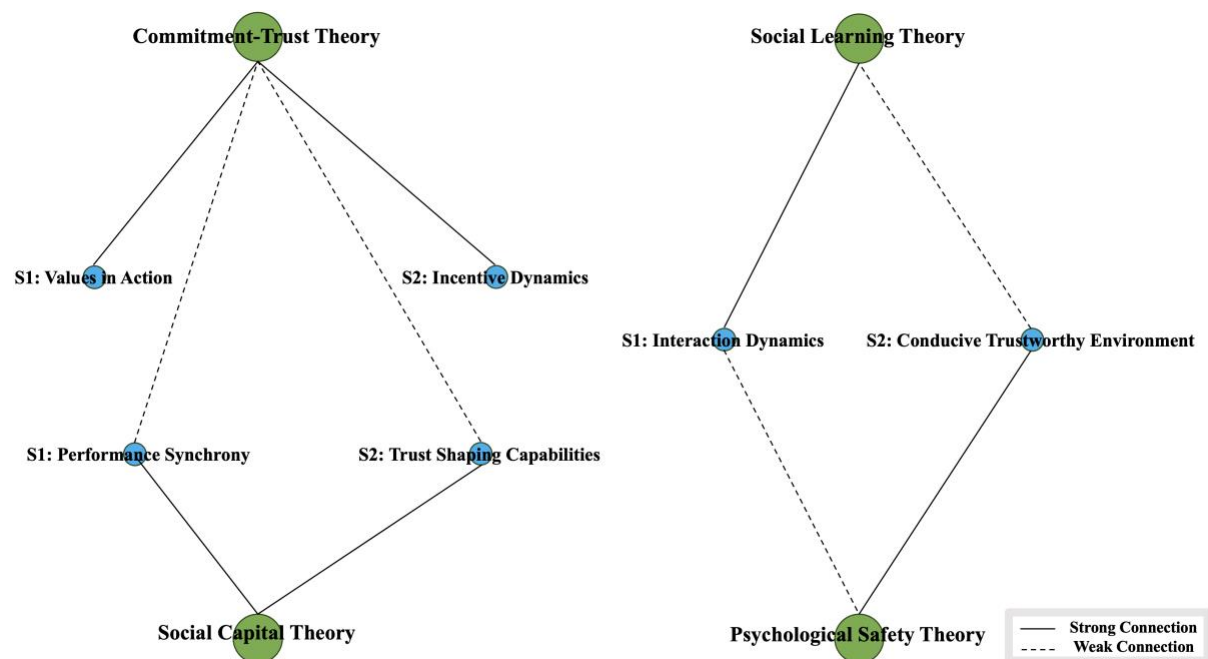 Commitment-Trust Theory
Social Learning Theory
S1: Values in Action
S2: Incentive Dynamics
S1: Interaction Dynamics
S2: Conducive Trustworthy Environment
S1: Performance Synchrony
S2: Trust Shaping Capabilities
Social Capital Theory
Psychological Safety Theory
Strong Connection
Weak Connection